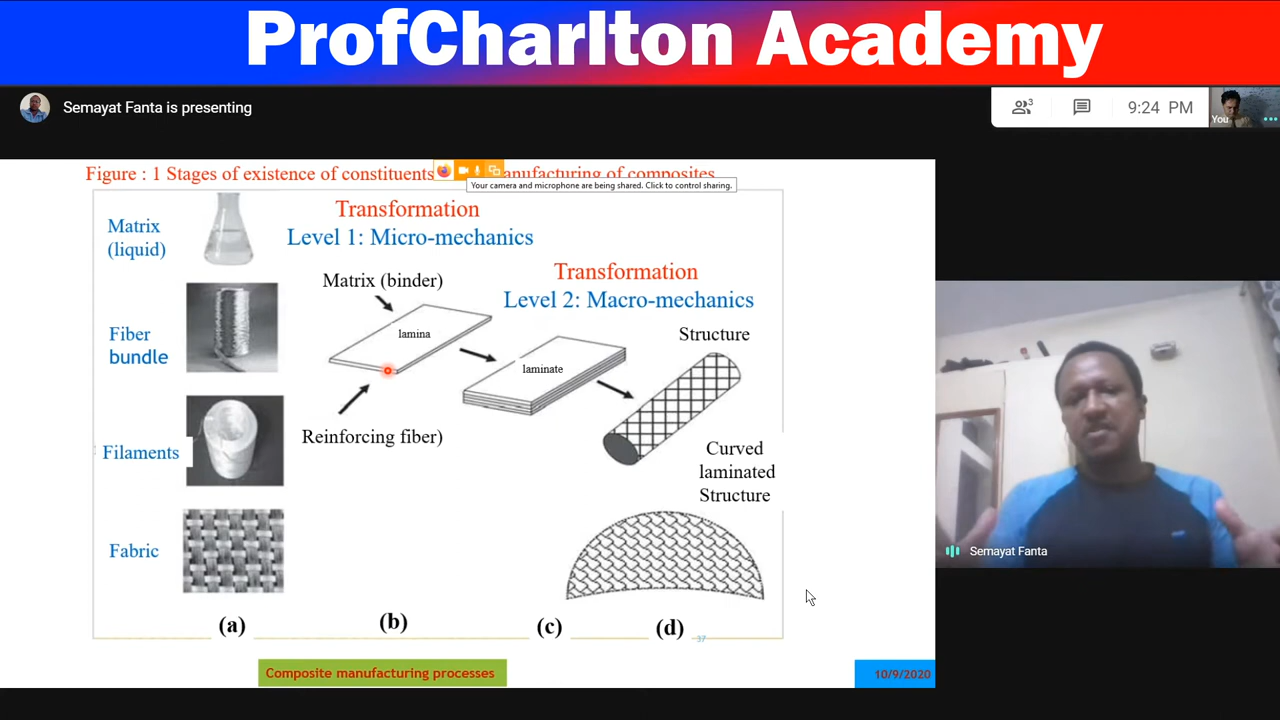 ProfCharlton Academy
Semayat Fanta is presenting
3
9:24 PM
You
Figure : 1 Stages of existence of constituents anufacturing of composites
Your camera and microphone are being shared. Click to control sharing.
Matrix
(liquid)
Transformation
Level 1: Micro-mechanics
Transformation
Level 2: Macro-mechanics
Matrix (binder)
lamina
Fiber
bundle
Structure
laminate
Reinforcing fiber)
Filaments
Curved
laminated
Structure
Fabric
Semayat Fanta
(a)
(b)
(c)
(d)
37
Composite manufacturing processes
10/9/2020